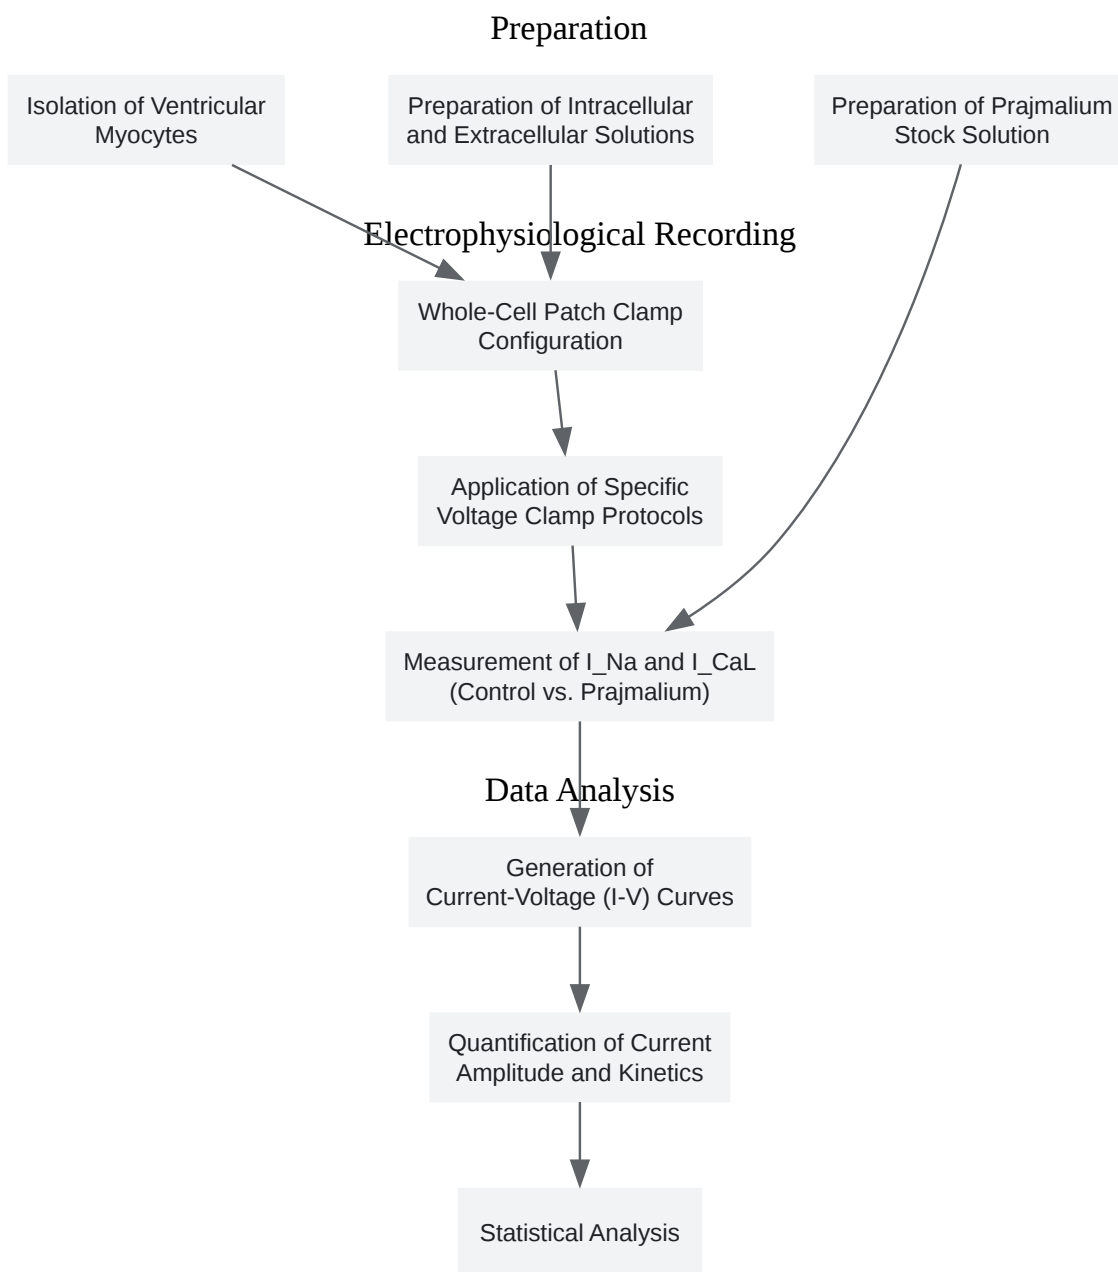 Preparation
Isolation of Ventricular
Myocytes
Preparation of Intracellular
and Extracellular Solutions
Preparation of Prajmalium
Stock Solution
Electrophysiological Recording
Whole-Cell Patch Clamp
Configuration
Application of Specific
Voltage Clamp Protocols
Measurement of I_Na and I_CaL
(Control vs. Prajmalium)
Data Analysis
Generation of
Current-Voltage (I-V) Curves
Quantification of Current
Amplitude and Kinetics
Statistical Analysis